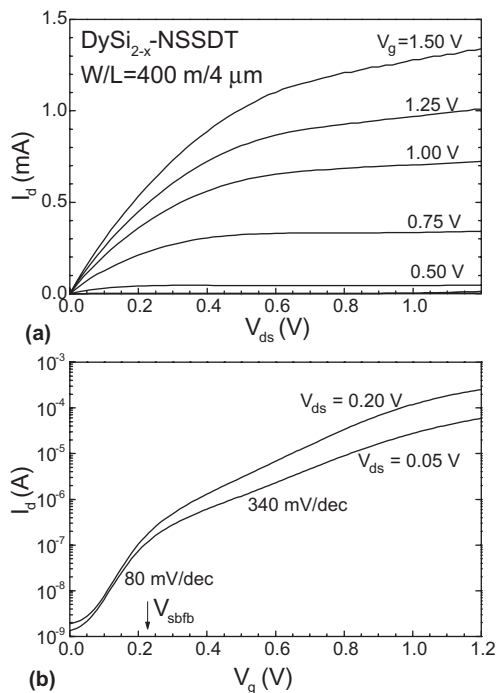 DySi2-x-NSSDT
W/L=400 m/4 μm
Vg=1.50 V
1.25 V
1.00 V
0.75 V
0.50 V
1.5
1.0
0.5
0.0
Id (mA)
0.0 0.2 0.4 0.6 0.8 1.0
Vds (V)
(a)
10-3
10-4
10-5
10-6
10-7
10-8
10-9
Id (A)
Vds = 0.20 V
Vds = 0.05 V
340 mV/dec
80 mV/dec
Vsbfb
0.0 0.2 0.4 0.6 0.8 1.0 1.2
Vg (V)
(b)